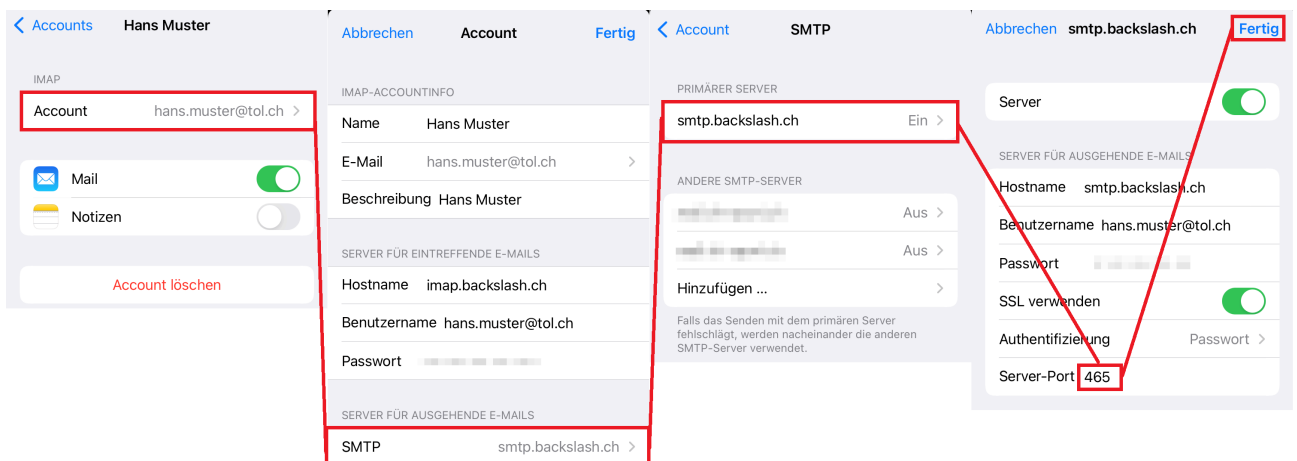 Accounts Hans Muster
IMAP
Account hans.muster@tol.ch
Mail
Notizen
Account löschen
Abbrechen Account Fertig
IMAP-ACCOUNTINFO
Name Hans Muster
E-Mail hans.muster@tol.ch
Beschreibung Hans Muster
SERVER FÜR EINTREFFENDE E-MAILS
Hostname imap.backslash.ch
Benutzername hans.muster@tol.ch
Passwort
SERVER FÜR AUSGEHENDE E-MAILS
SMTP smtp.backslash.ch
Account SMTP
PRIMÄRER SERVER
smtp.backslash.ch Ein
ANDERE SMTP-SERVER
Aus
Aus
Hinzufügen ...
Falls das Senden mit dem primären Server
fehlschlägt, werden nacheinander die anderen
SMTP-Server verwendet.
Abbrechen smtp.backslash.ch Fertig
Server
SERVER FÜR AUSGEHENDE E-MAILS
Hostname smtp.backslash.ch
Benutzername hans.muster@tol.ch
Passwort
SSL verwenden
Authentifizierung Passwort
Server-Port 465